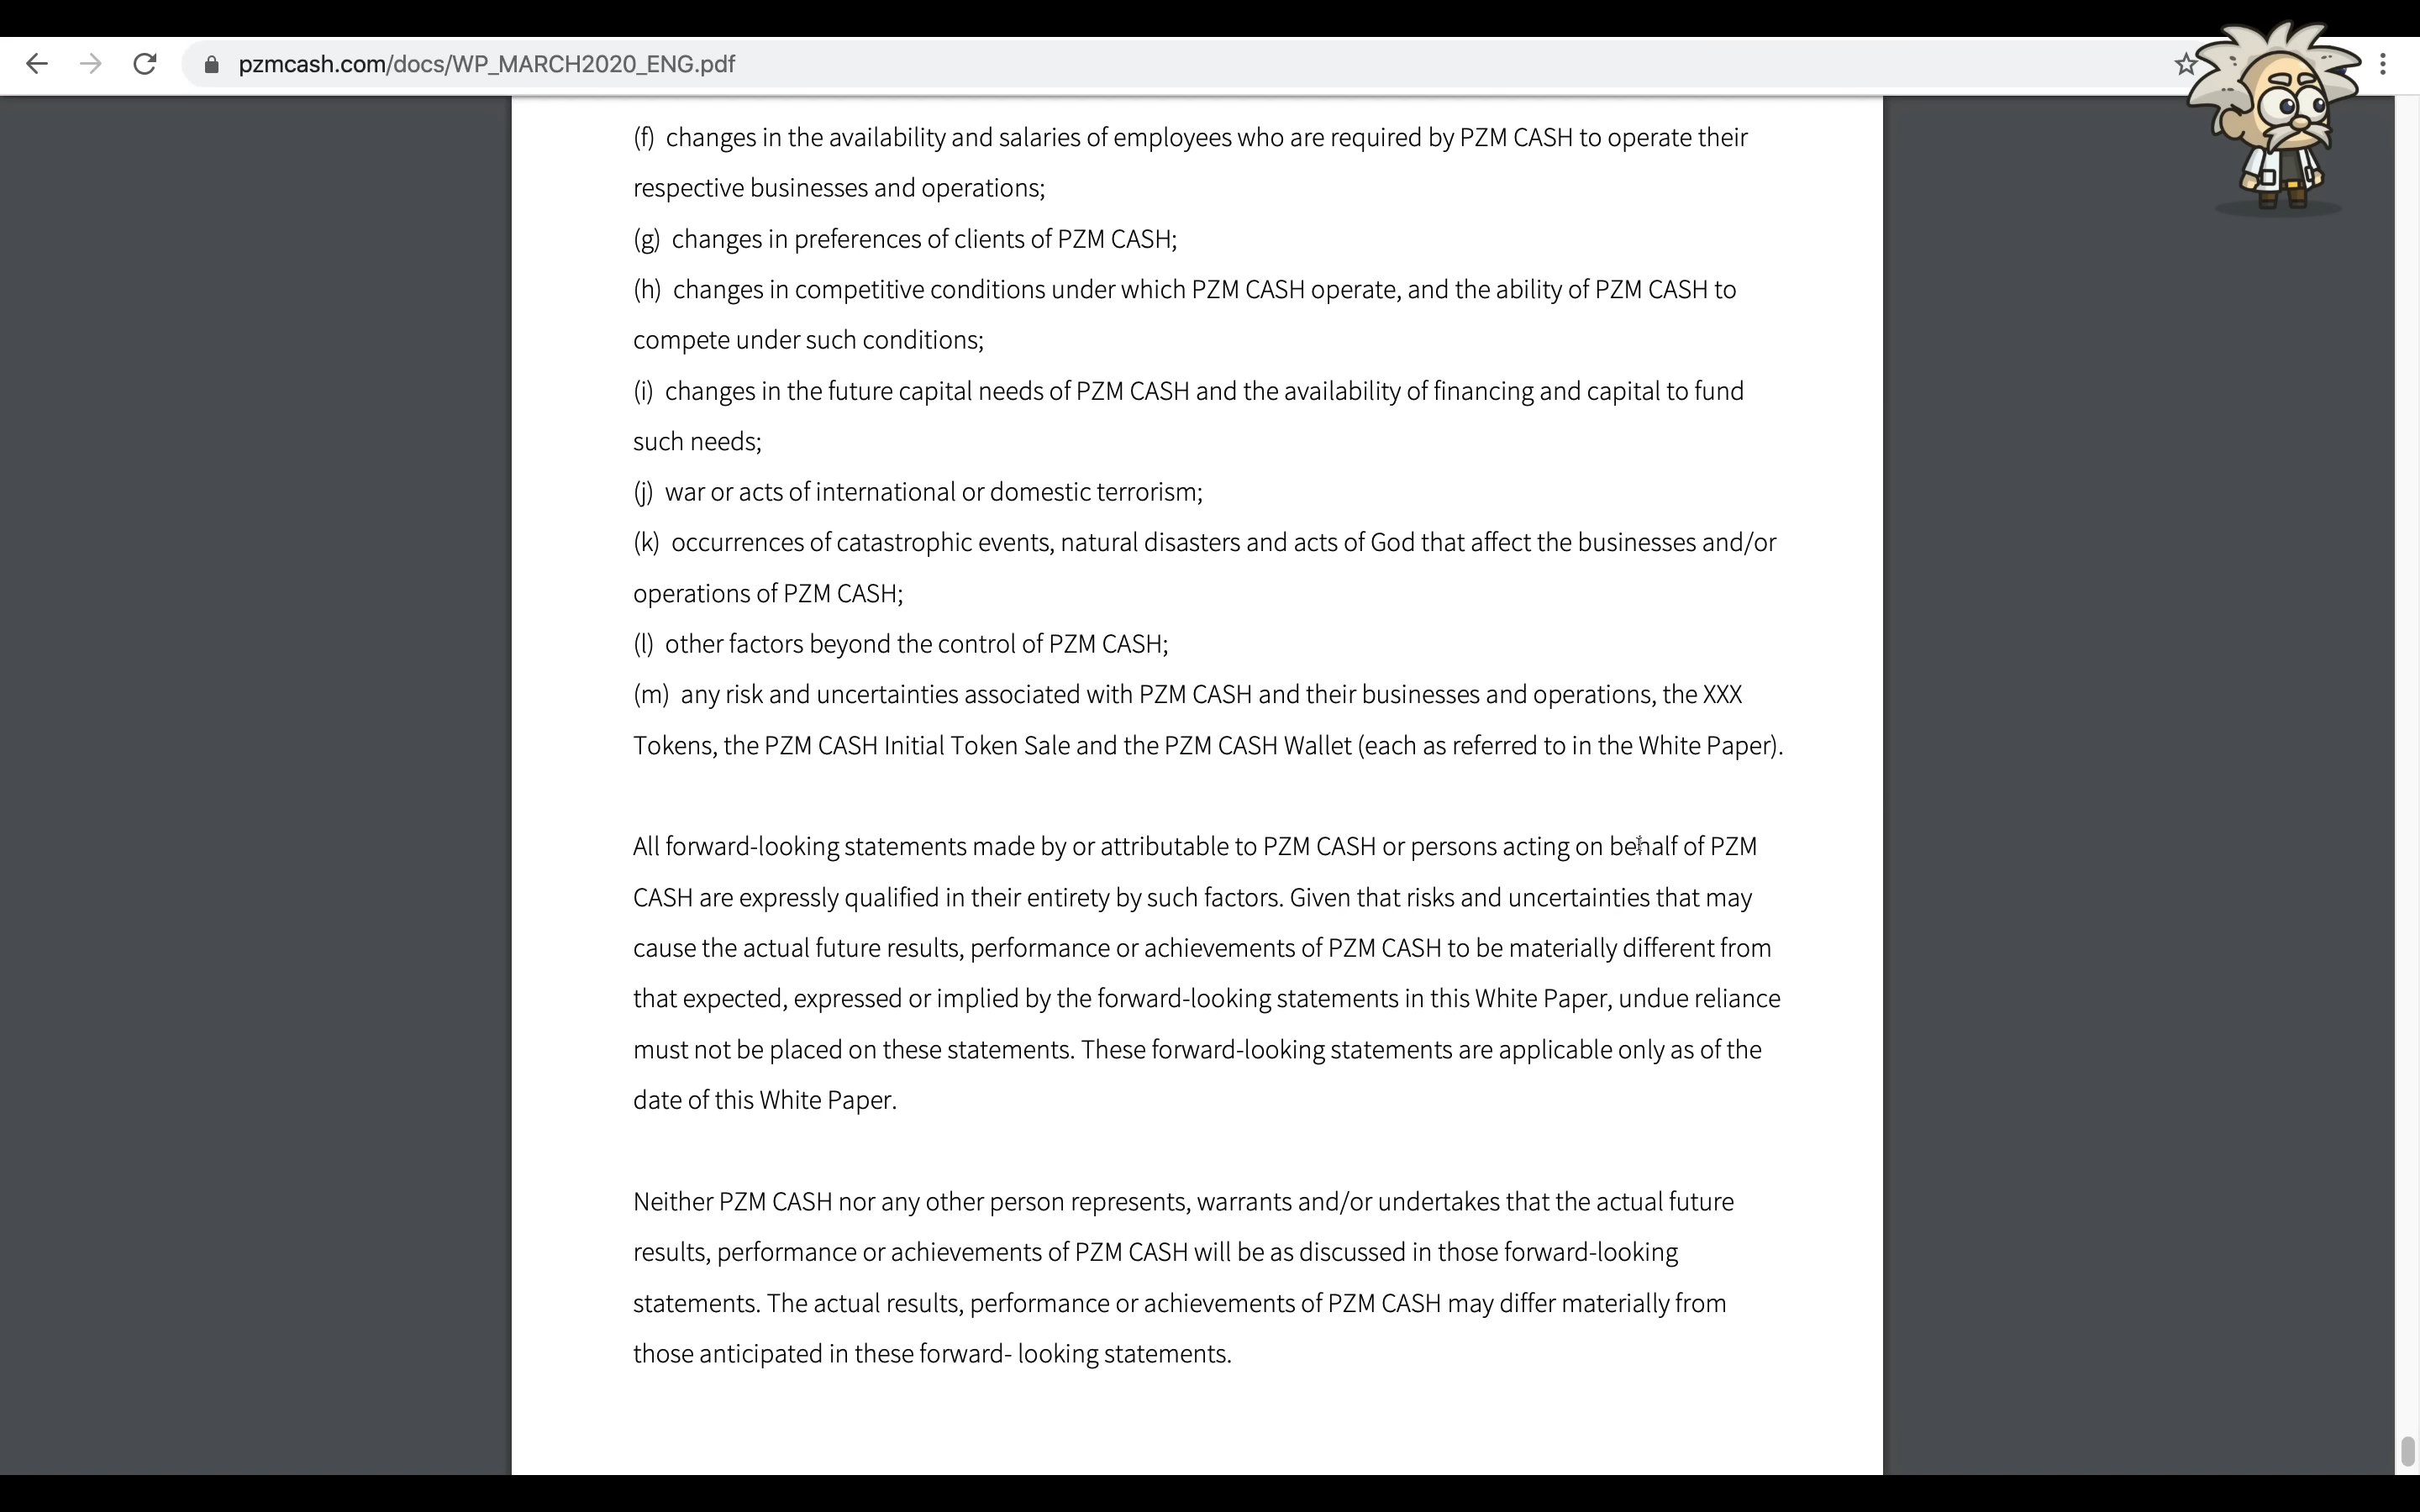 pzmcash.com/docs/WP_MARCH2020_ENG.pdf
(f) changes in the availability and salaries of employees who are required by PZM CASH to operate their
respective businesses and operations;
(g) changes in preferences of clients of PZM CASH;
(h) changes in competitive conditions under which PZM CASH operate, and the ability of PZM CASH to
compete under such conditions;
(i) changes in the future capital needs of PZM CASH and the availability of financing and capital to fund
such needs;
(j) war or acts of international or domestic terrorism;
(k) occurrences of catastrophic events, natural disasters and acts of God that affect the businesses and/or
operations of PZM CASH;
(l) other factors beyond the control of PZM CASH;
(m) any risk and uncertainties associated with PZM CASH and their businesses and operations, the XXX
Tokens, the PZM CASH Initial Token Sale and the PZM CASH Wallet (each as referred to in the White Paper).
All forward-looking statements made by or attributable to PZM CASH or persons acting on behalf of PZM
CASH are expressly qualified in their entirety by such factors. Given that risks and uncertainties that may
cause the actual future results, performance or achievements of PZM CASH to be materially different from
that expected, expressed or implied by the forward-looking statements in this White Paper, undue reliance
must not be placed on these statements. These forward-looking statements are applicable only as of the
date of this White Paper.
Neither PZM CASH nor any other person represents, warrants and/or undertakes that the actual future
results, performance or achievements of PZM CASH will be as discussed in those forward-looking
statements. The actual results, performance or achievements of PZM CASH may differ materially from
those anticipated in these forward- looking statements.